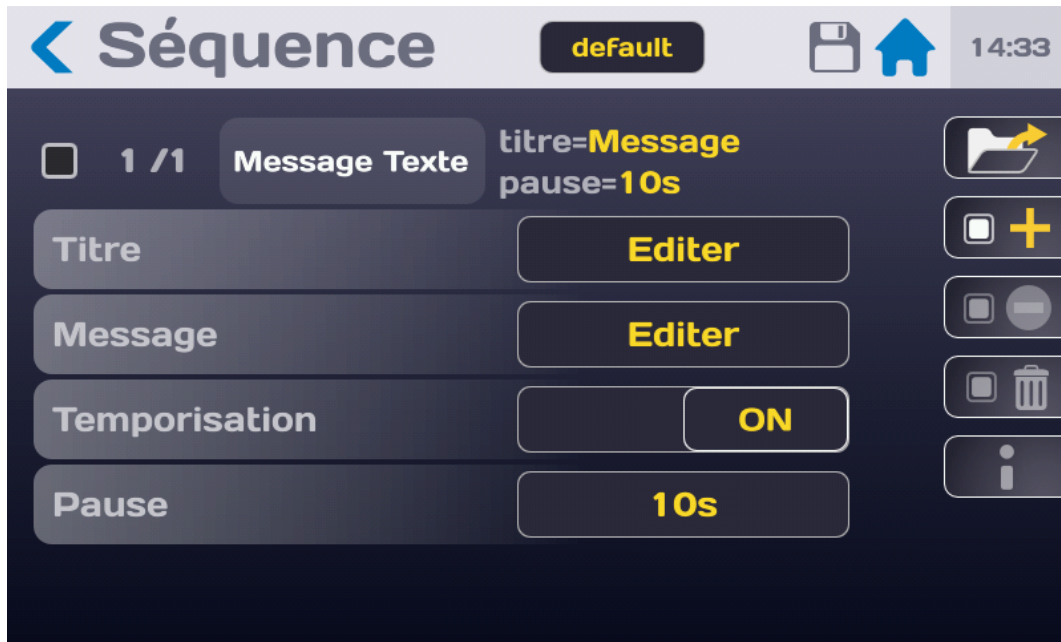 Séquence default 14:33
1 /1 Message Texte titre=Message
pause=10s
Titre Editer
Message Editer
Temporisation ON
Pause 10s